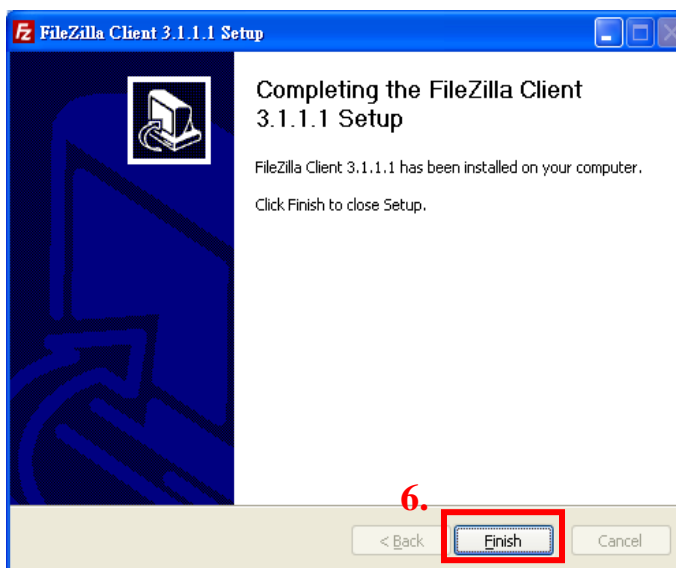 FileZilla Client 3.1.1.1 Setup
Completing the FileZilla Client
3.1.1.1 Setup
FileZilla Client 3.1.1.1 has been installed on your computer.
Click Finish to close Setup.
6.
< Back Finish Cancel